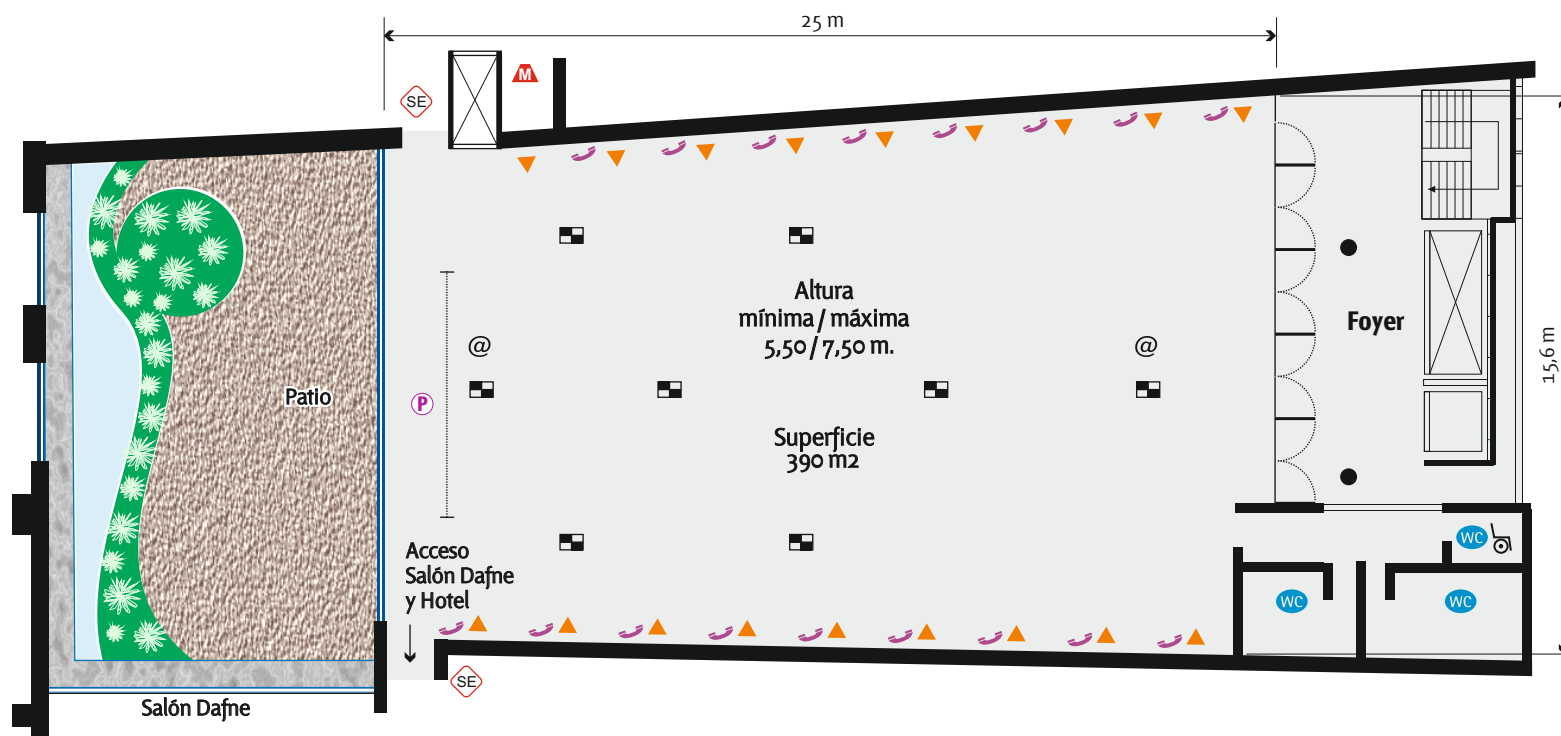 25 m
M
SE
Altura
mínima / máxima
5,50 / 7,50 m.
Foyer
@
@
15,6 m
Patio
P
Superficie
390 m2
Acceso
Salón Dafne
y Hotel
WC
WC
WC
SE
Salón Dafne